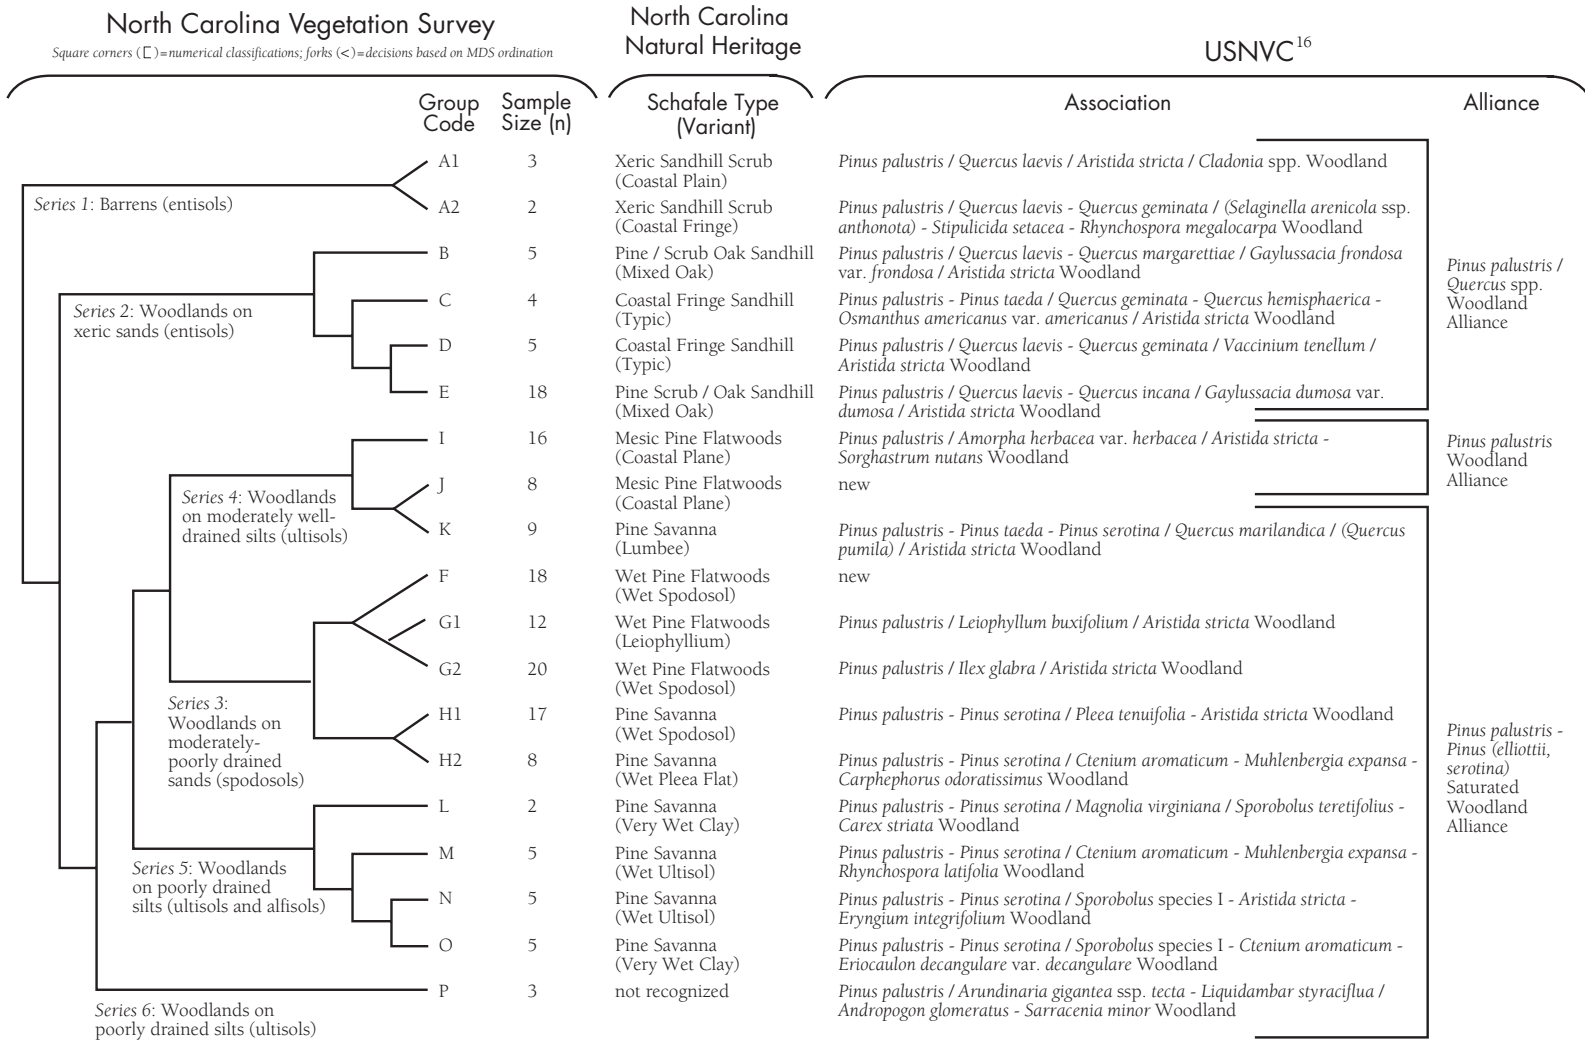 North Carolina Vegetation Survey
Square corners ([)=numerical classifications; forks (<)=decisions based on MDS ordination
North Carolina
Natural Heritage
USNVC16
Group
Code
Sample
Size (n)
Schafale Type
(Variant)
Association
Alliance
Series 1: Barrens (entisols)
A1 3 Xeric Sandhill Scrub Pinus palustris / Quercus laevis / Aristida stricta / Cladonia spp. Woodland
(Coastal Plain)
A2 2 Xeric Sandhill Scrub Pinus palustris / Quercus laevis - Quercus geminata / (Selaginella arenicola ssp.
(Coastal Fringe) anthonota) - Stipulicida setacea - Rhynchospora megalocarpa Woodland
Series 2: Woodlands on
xeric sands (entisols)
B 5 Pine / Scrub Oak Sandhill Pinus palustris / Quercus laevis - Quercus margarettiae / Gaylussacia frondosa
(Mixed Oak) var. frondosa / Aristida stricta Woodland
C 4 Coastal Fringe Sandhill Pinus palustris - Pinus taeda / Quercus geminata - Quercus hemisphaerica -
(Typic) Osmanthus americanus var. americanus / Aristida stricta Woodland
D 5 Coastal Fringe Sandhill Pinus palustris / Quercus laevis - Quercus geminata / Vaccinium tenellum /
(Typic) Aristida stricta Woodland
E 18 Pine Scrub / Oak Sandhill Pinus palustris / Quercus laevis - Quercus incana / Gaylussacia dumosa var.
(Mixed Oak) dumosa / Aristida stricta Woodland
Pinus palustris /
Quercus spp.
Woodland
Alliance
Series 4: Woodlands
on moderately well-
drained silts (ultisols)
I 16 Mesic Pine Flatwoods Pinus palustris / Amorpha herbacea var. herbacea / Aristida stricta -
(Coastal Plane) Sorghastrum nutans Woodland
J 8 Mesic Pine Flatwoods new
(Coastal Plane)
Pinus palustris
Woodland
Alliance
K 9 Pine Savanna Pinus palustris - Pinus taeda - Pinus serotina / Quercus marilandica / (Quercus
(Lumbee) pumila) / Aristida stricta Woodland
Series 3:
Woodlands on
moderately-
poorly drained
sands (spodosols)
F 18 Wet Pine Flatwoods new
(Wet Spodosol)
G1 12 Wet Pine Flatwoods Pinus palustris / Leiophyllum buxifolium / Aristida stricta Woodland
(Leiophyllium)
G2 20 Wet Pine Flatwoods Pinus palustris / Ilex glabra / Aristida stricta Woodland
(Wet Spodosol)
H1 17 Pine Savanna Pinus palustris - Pinus serotina / Pleea tenuifolia - Aristida stricta Woodland
(Wet Spodosol)
H2 8 Pine Savanna Pinus palustris - Pinus serotina / Ctenium aromaticum - Muhlenbergia expansa -
(Wet Pleea Flat) Carphephorus odoratissimus Woodland
Series 5: Woodlands
on poorly drained
silts (ultisols and alfisols)
L 2 Pine Savanna Pinus palustris - Pinus serotina / Magnolia virginiana / Sporobolus teretifolius -
(Very Wet Clay) Carex striata Woodland
M 5 Pine Savanna Pinus palustris - Pinus serotina / Ctenium aromaticum - Muhlenbergia expansa -
(Wet Ultisol) Rhynchospora latifolia Woodland
N 5 Pine Savanna Pinus palustris - Pinus serotina / Sporobolus species I - Aristida stricta -
(Wet Ultisol) Eryngium integrifolium Woodland
O 5 Pine Savanna Pinus palustris - Pinus serotina / Sporobolus species I - Ctenium aromaticum -
(Very Wet Clay) Eriocaulon decangulare var. decangulare Woodland
Series 6: Woodlands on
poorly drained silts (ultisols)
P 3 not recognized Pinus palustris / Arundinaria gigantea ssp. tecta - Liquidambar styraciflua /
Andropogon glomeratus - Sarracenia minor Woodland
Pinus palustris -
Pinus (elliottii,
serotina)
Saturated
Woodland
Alliance